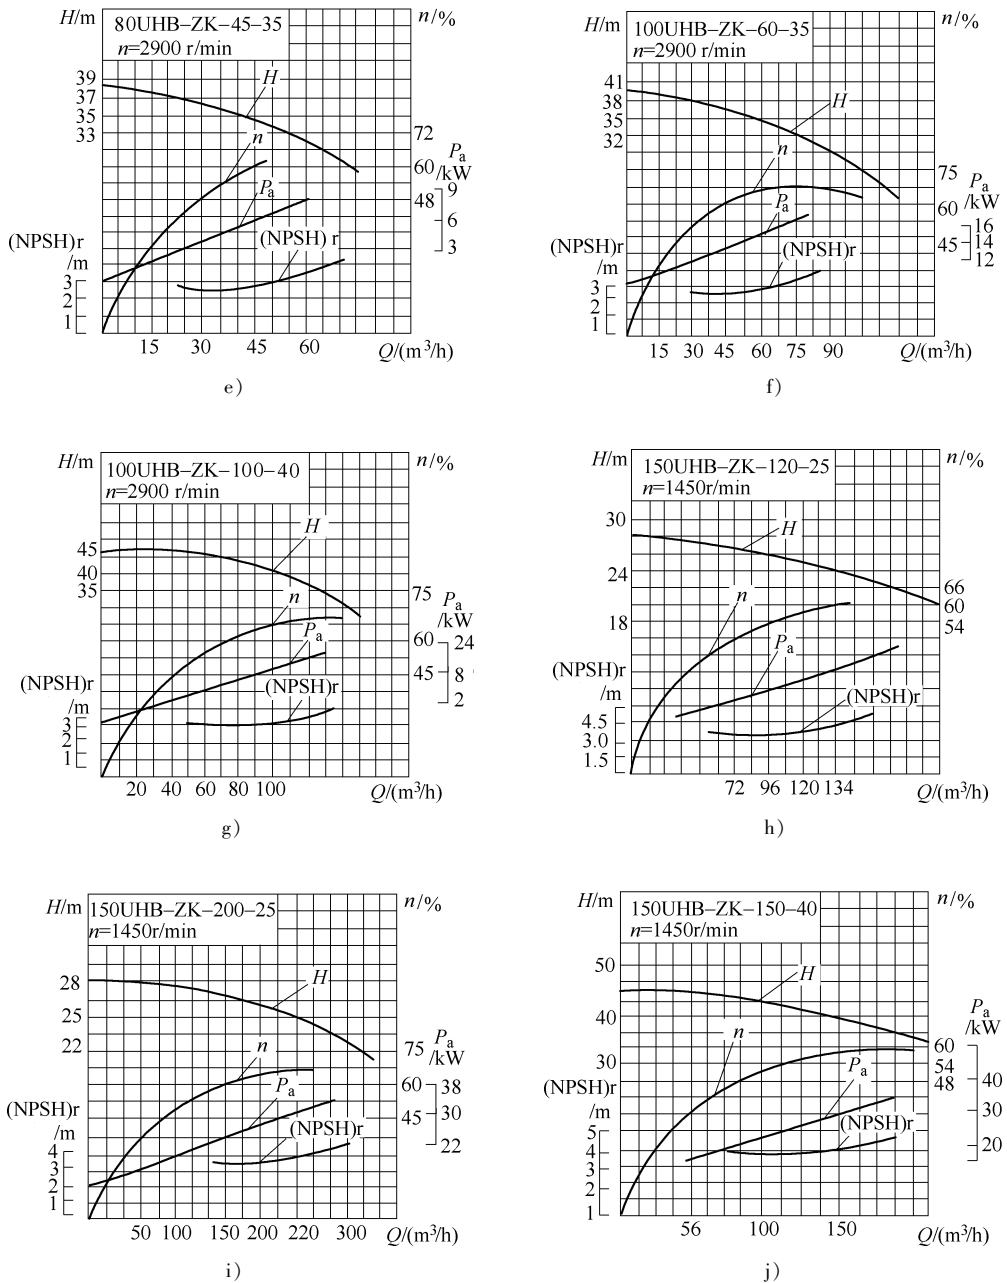 H/m
80UHB–ZK–45–35
n=2900 r/min
n/%
39
37
35
33
H
n
Pa
(NPSH) r
72
60
48
Pa
/kW
9
6
3
(NPSH)r
/m
3
2
1
15 30 45 60 Q/(m³/h)
e)
H/m
100UHB–ZK–60–35
n=2900 r/min
n/%
41
38
35
32
H
n
Pa
(NPSH)r
75
60
45
Pa
/kW
16
14
12
(NPSH)r
/m
3
2
1
15 30 45 60 75 90 Q/(m³/h)
f)
H/m
100UHB–ZK–100–40
n=2900 r/min
n/%
45
40
35
H
n
Pa
(NPSH)r
75
60
45
Pa
/kW
24
8
2
(NPSH)r
/m
3
2
1
20 40 60 80 100 Q/(m³/h)
g)
H/m
150UHB–ZK–120–25
n=1450r/min
n/%
30
24
18
H
n
Pa
(NPSH)r
66
60
54
(NPSH)r
/m
4.5
3.0
1.5
72 96 120 134 Q/(m³/h)
h)
H/m
150UHB–ZK–200–25
n=1450r/min
n/%
28
25
22
H
n
Pa
(NPSH)r
75
60
45
Pa
/kW
38
30
22
(NPSH)r
/m
4
3
2
1
50 100 150 200 220 300 Q/(m³/h)
i)
H/m
150UHB–ZK–150–40
n=1450r/min
n/%
50
40
30
H
n
Pa
(NPSH)r
60
54
48
Pa
/kW
40
30
20
(NPSH)r
/m
5
4
3
2
1
56 100 150 Q/(m³/h)
j)